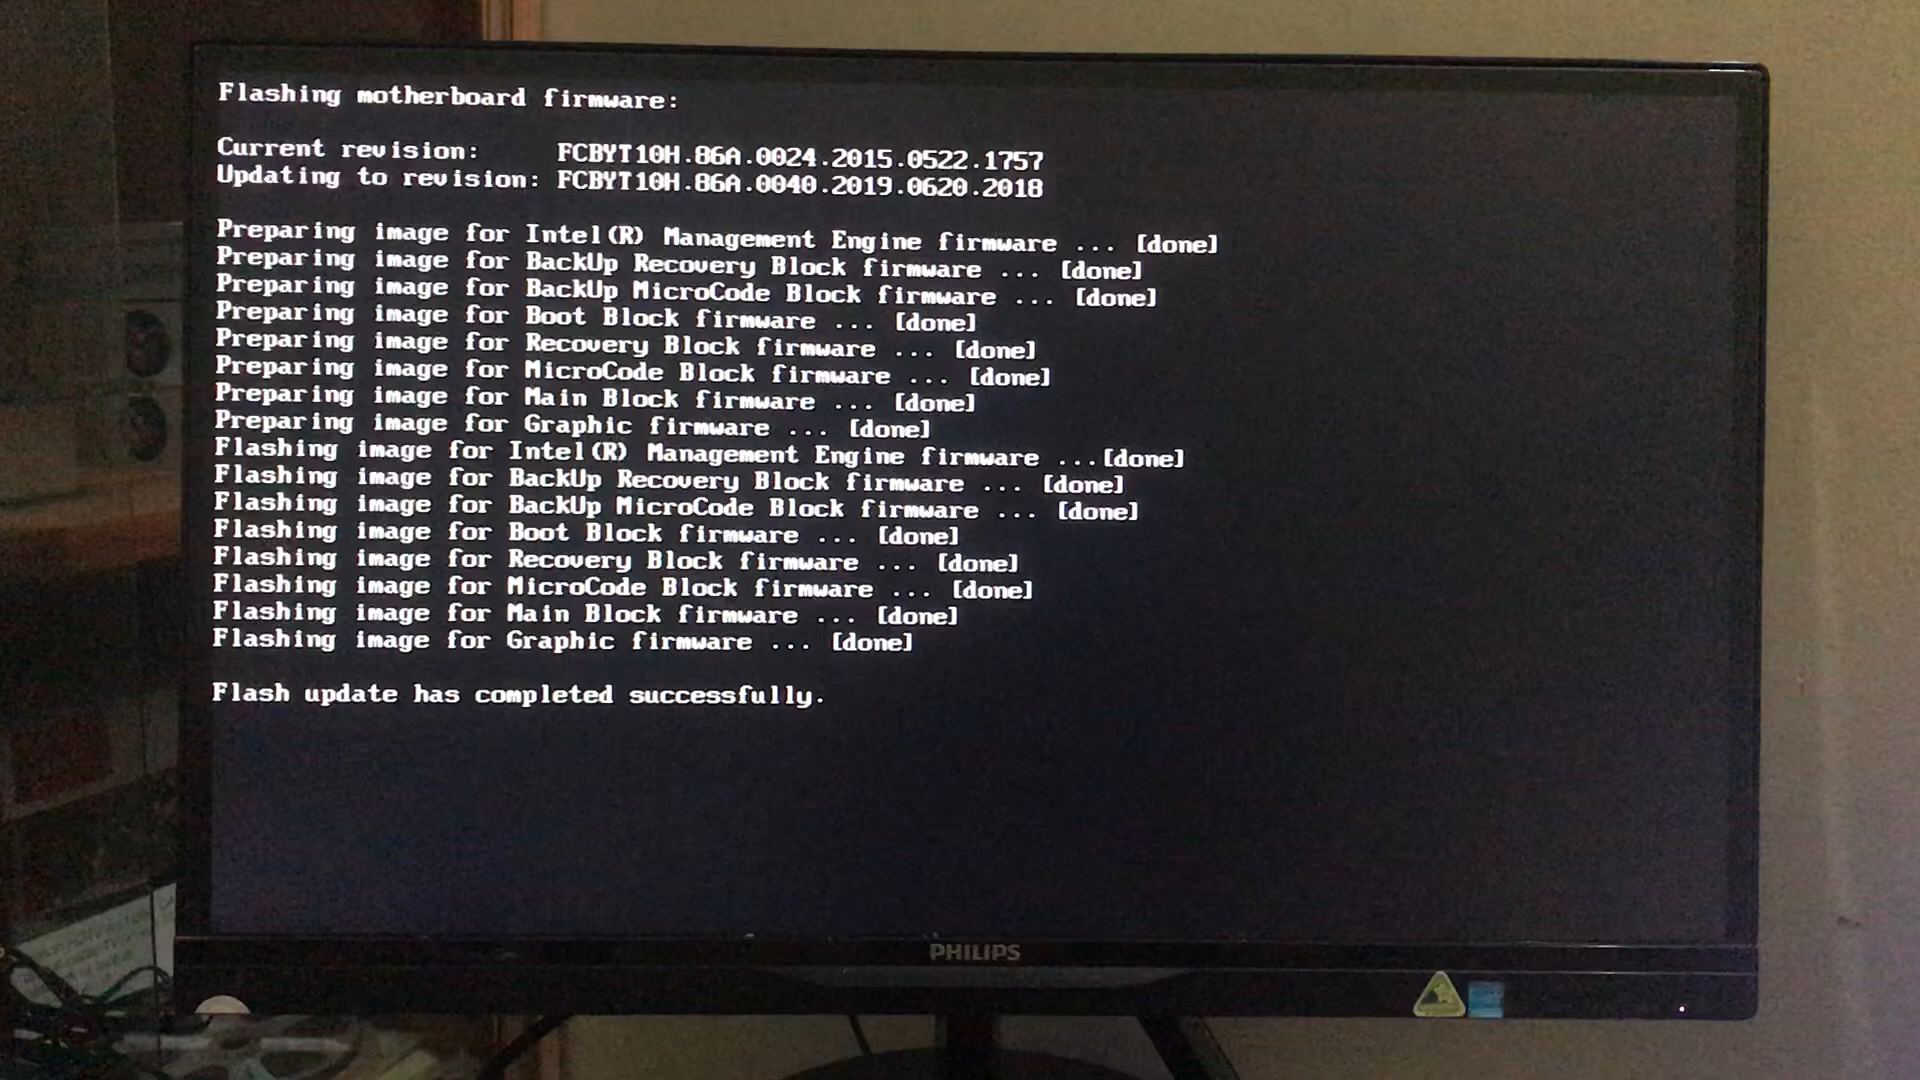 Flashing motherboard firmware:
Current revision: FCBYT10H.86A.0024.2015.0522.1757
Updating to revision: FCBYT10H.86A.0040.2019.0620.2018
Preparing image for Intel(R) Management Engine firmware ... [done]
Preparing image for BackUp Recovery Block firmware ... [done]
Preparing image for BackUp MicroCode Block firmware ... [done]
Preparing image for Boot Block firmware ... [done]
Preparing image for Recovery Block firmware ... [done]
Preparing image for MicroCode Block firmware ... [done]
Preparing image for Main Block firmware ... [done]
Preparing image for Graphic firmware ... [done]
Flashing image for Intel(R) Management Engine firmware ...[done]
Flashing image for BackUp Recovery Block firmware ... [done]
Flashing image for BackUp MicroCode Block firmware ... [done]
Flashing image for Boot Block firmware ... [done]
Flashing image for Recovery Block firmware ... [done]
Flashing image for MicroCode Block firmware ... [done]
Flashing image for Main Block firmware ... [done]
Flashing image for Graphic firmware ... [done]
Flash update has completed successfully.
PHILIPS